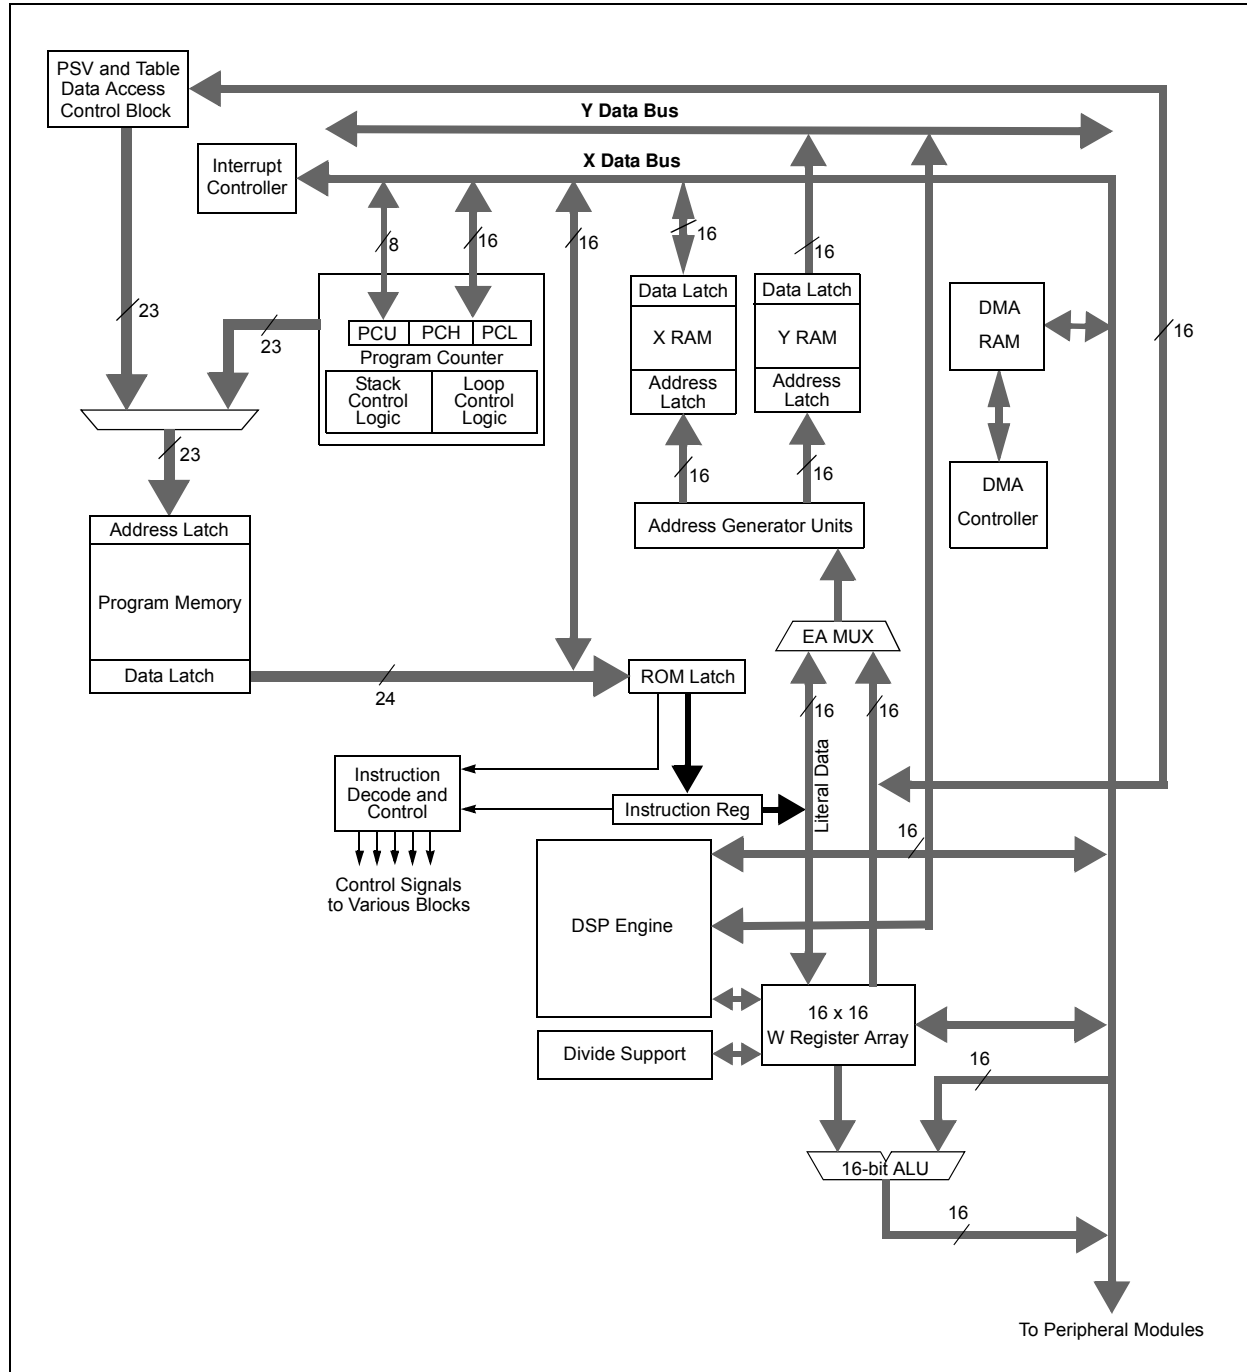 PSV and Table
Data Access
Control Block
Y Data Bus
X Data Bus
Interrupt
Controller
8
16
16
16
16
23
23
16
Data Latch
X RAM
Address
Latch
Data Latch
Y RAM
Address
Latch
DMA
RAM
PCU PCH PCL
Program Counter
Stack
Control
Logic
Loop
Control
Logic
23
16
16
DMA
Controller
Address Generator Units
Address Latch
Program Memory
Data Latch
24
EA MUX
ROM Latch
16
16
Literal Data
Instruction
Decode and
Control
Instruction Reg
Control Signals
to Various Blocks
16
DSP Engine
16 x 16
W Register Array
Divide Support
16
16-bit ALU
16
To Peripheral Modules